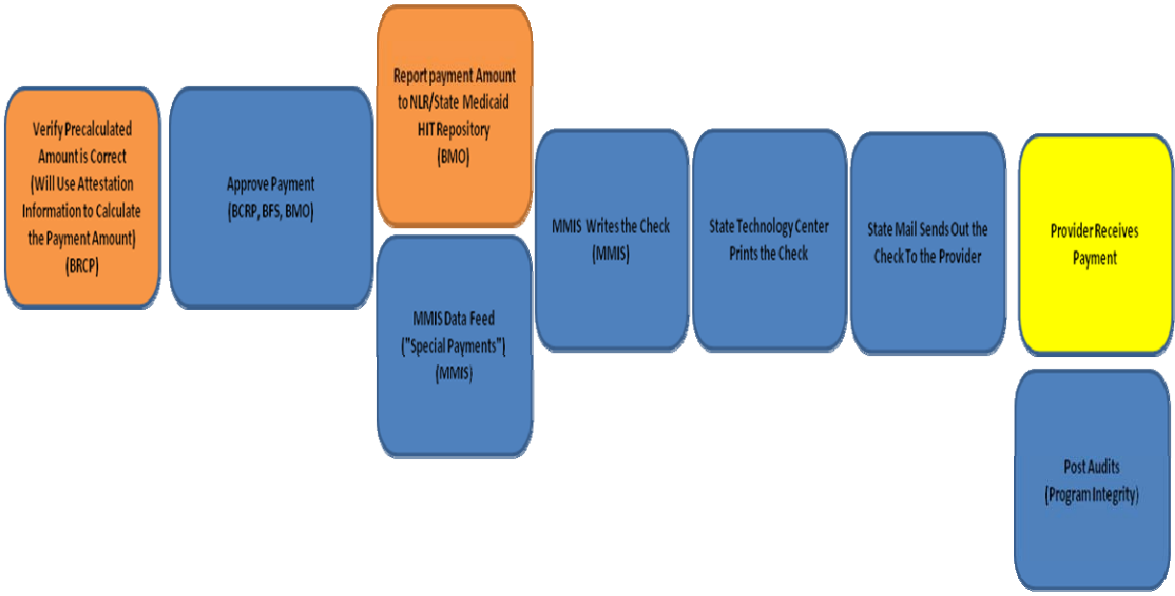 Verify Precalculated
Amount is Correct
(Will Use Attestation
Information to Calculate
the Payment Amount)
(BRCP)
Approve Payment
(BCRP, BFS, BMO)
Report payment Amount
to NLR/State Medicaid
HIT Repository
(BMO)
MMIS Data Feed
("Special Payments")
(MMIS)
MMIS Writes the Check
(MMIS)
State Technology Center
Prints the Check
State Mail Sends Out the
Check To the Provider
Provider Receives
Payment
Post Audits
(Program Integrity)